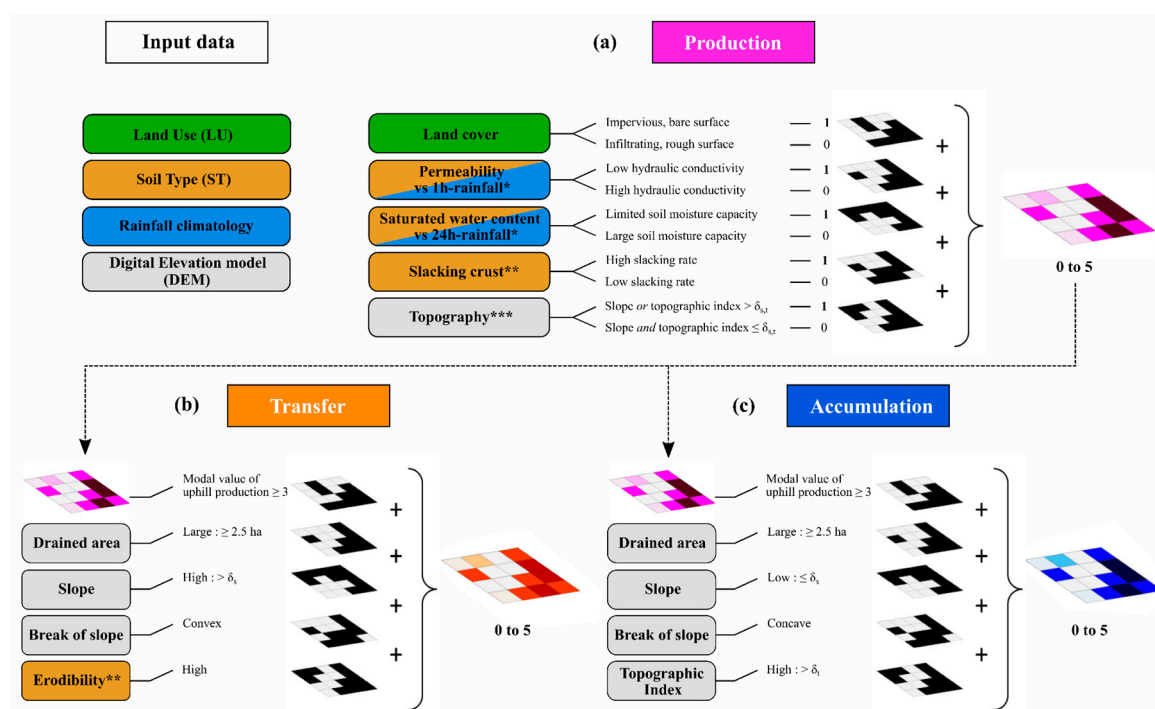 Input data
(a)
Production
Land Use (LU)
Soil Type (ST)
Rainfall climatology
Digital Elevation model
(DEM)
Land cover
Impervious, bare surface
1
Infiltrating, rough surface
0
+
Permeability
vs 1h-rainfall*
Low hydraulic conductivity
1
High hydraulic conductivity
0
+
Saturated water content
vs 24h-rainfall*
Limited soil moisture capacity
1
Large soil moisture capacity
0
+
Slacking crust**
High slacking rate
1
Low slacking rate
0
+
Topography***
Slope or topographic index > δs,t
1
Slope and topographic index ≤ δs,t
0
0 to 5
(b)
Transfer
Modal value of
uphill production ≥ 3
+
Drained area
Large : ≥ 2.5 ha
+
Slope
High : > δs
+
Break of slope
Convex
+
Erodibility**
High
0 to 5
(c)
Accumulation
Modal value of
uphill production ≥ 3
+
Drained area
Large : ≥ 2.5 ha
+
Slope
Low : ≤ δs
+
Break of slope
Concave
+
Topographic
Index
High : > δt
0 to 5